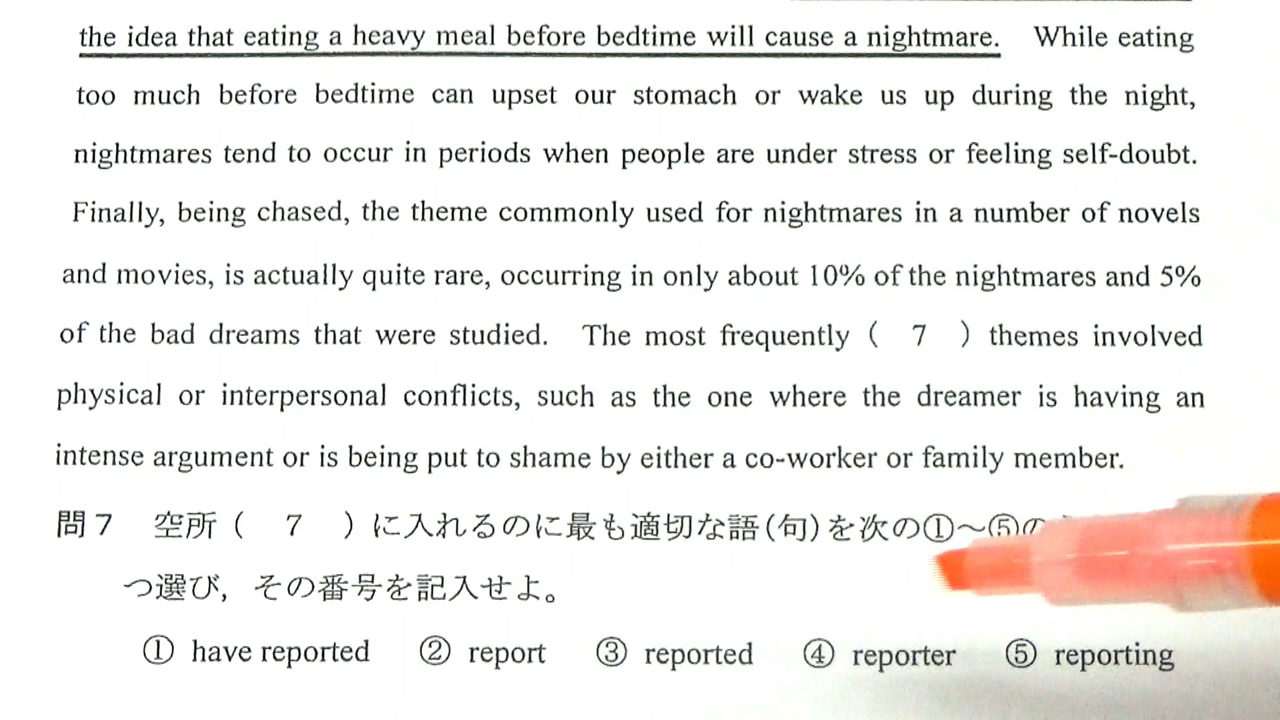 the idea that eating a heavy meal before bedtime will cause a nightmare. While eating
too much before bedtime can upset our stomach or wake us up during the night,
nightmares tend to occur in periods when people are under stress or feeling self-doubt.
Finally, being chased, the theme commonly used for nightmares in a number of novels
and movies, is actually quite rare, occurring in only about 10% of the nightmares and 5%
of the bad dreams that were studied. The most frequently ( 7 ) themes involved
physical or interpersonal conflicts, such as the one where the dreamer is having an
intense argument or is being put to shame by either a co-worker or family member.
問7 空所( 7 )に入れるのに最も適切な語(句)を次の①～⑤の
つ選び，その番号を記入せよ。
① have reported ② report ③ reported ④ reporter ⑤ reporting